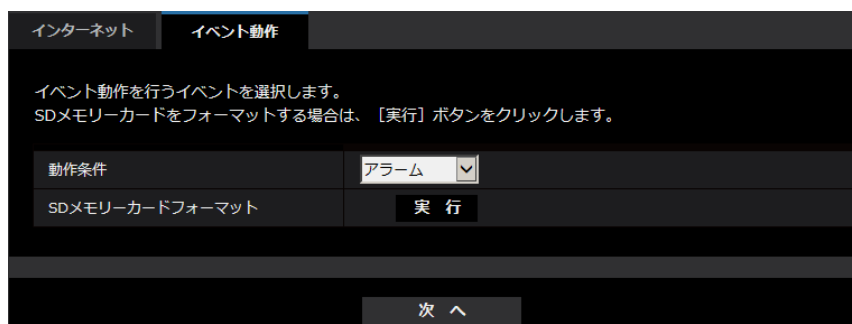 インターネット イベント動作
イベント動作を行うイベントを選択します。
SDメモリーカードをフォーマットする場合は、[実行] ボタンをクリックします。
動作条件 アラーム
SDメモリーカードフォーマット 実 行
次 へ